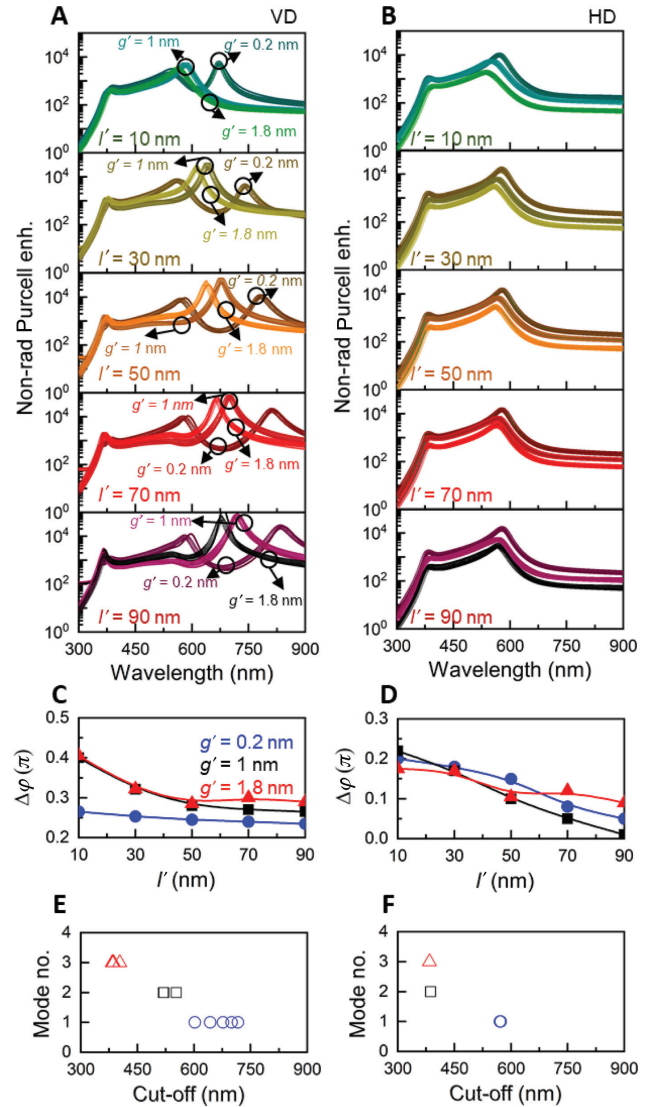 A VD
B HD
Non-rad Purcell enh.
10⁴
10²
10⁰
g′ = 1 nm
g′ = 0.2 nm
g′ = 1.8 nm
l′ = 10 nm
10⁴
10²
10⁰
g′ = 1 nm
g′ = 0.2 nm
g′ = 1.8 nm
l′ = 30 nm
Non-rad Purcell enh.
10⁴
10²
10⁰
g′ = 0.2 nm
g′ = 1 nm
g′ = 1.8 nm
l′ = 50 nm
10⁶
10⁴
10²
10⁰
g′ = 1 nm
g′ = 0.2 nm
g′ = 1.8 nm
l′ = 70 nm
10⁴
10²
10⁰
g′ = 1 nm
g′ = 0.2 nm
g′ = 1.8 nm
l′ = 90 nm
300 450 600 750 900
Wavelength (nm)
Non-rad Purcell enh.
10⁴
10²
10⁰
l′ = 10 nm
10⁴
10²
10⁰
l′ = 30 nm
Non-rad Purcell enh.
10⁴
10²
10⁰
l′ = 50 nm
10⁴
10²
10⁰
l′ = 70 nm
10⁴
10²
10⁰
l′ = 90 nm
300 450 600 750 900
Wavelength (nm)
C
Δφ (π)
0.5
0.4
0.3
0.2
g′ = 0.2 nm
g′ = 1 nm
g′ = 1.8 nm
10 30 50 70 90
l′ (nm)
D
Δφ (π)
0.3
0.2
0.1
0.0
10 30 50 70 90
l′ (nm)
E
Mode no.
4
3
2
1
0
300 450 600 750 900
Cut-off (nm)
F
Mode no.
4
3
2
1
0
300 450 600 750 900
Cut-off (nm)